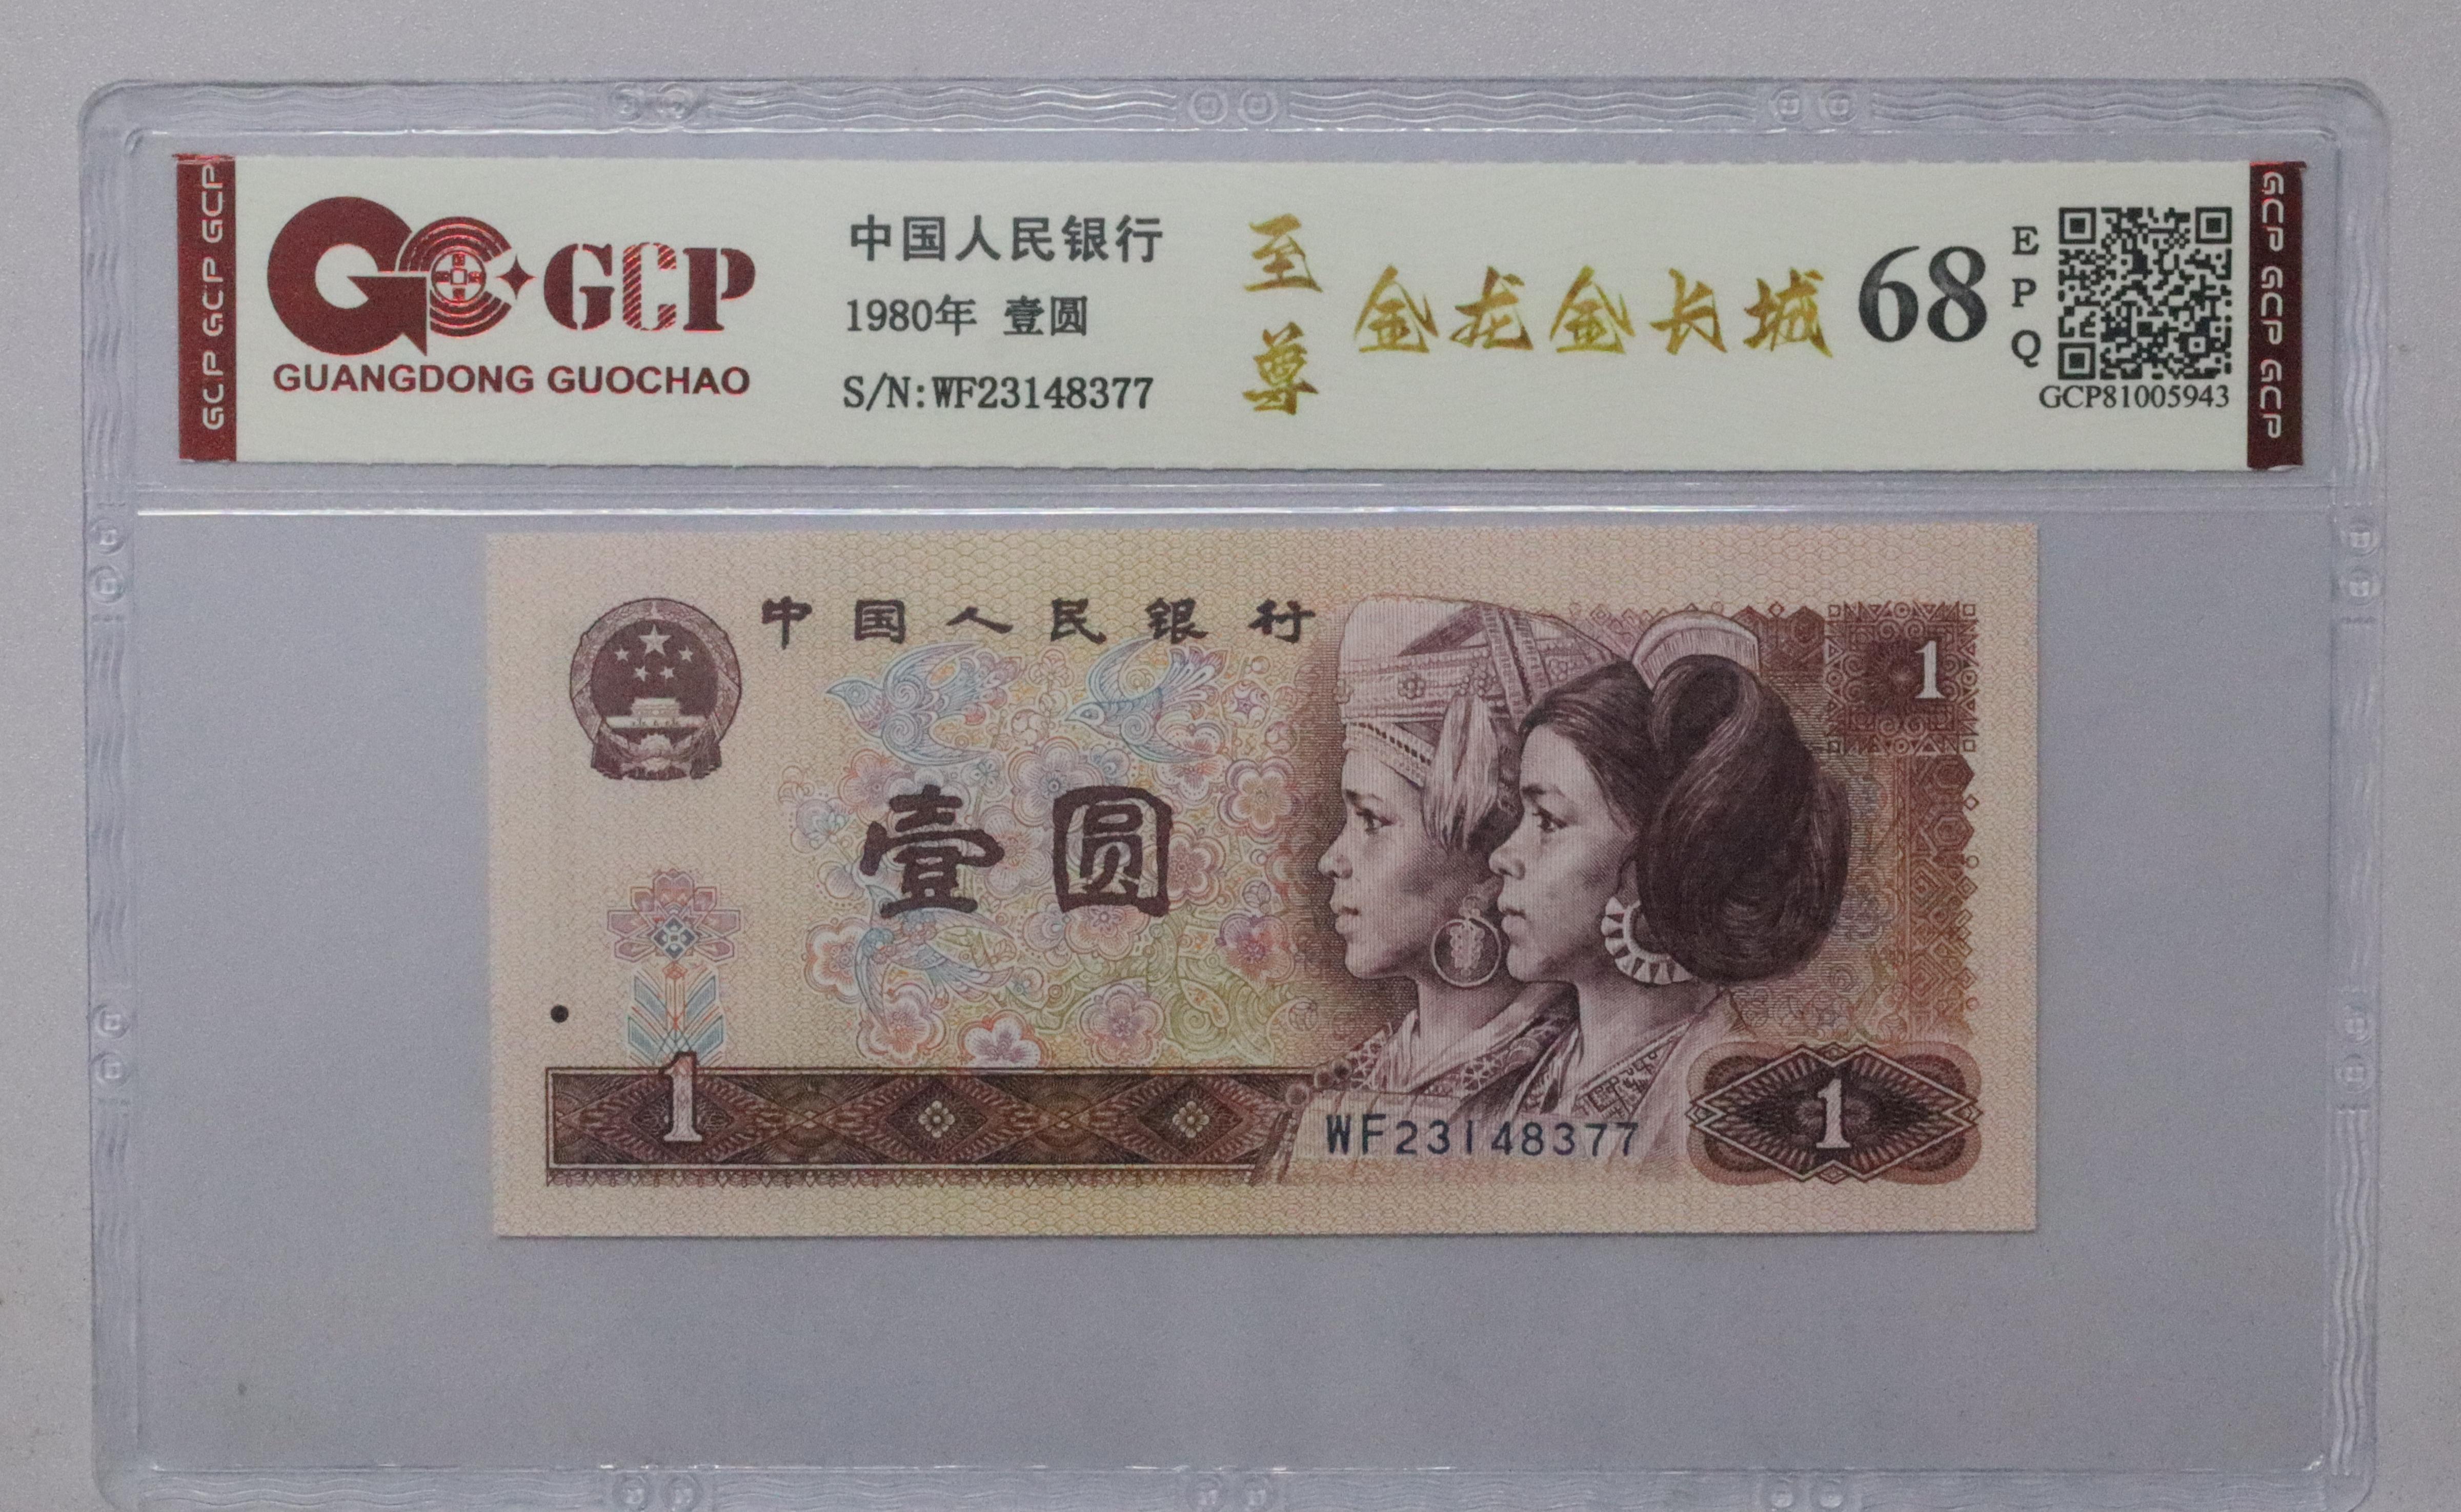 GCP GCP GCP
GCP
GUANGDONG GUOCHAO
中国人民银行
1980年 壹圆
S/N:WF23148377
至尊
金龙金长城
68
EPQ
GCP81005943
GCP GCP GCP
中国人民银行
1
壹圆
1
WF23148377
1